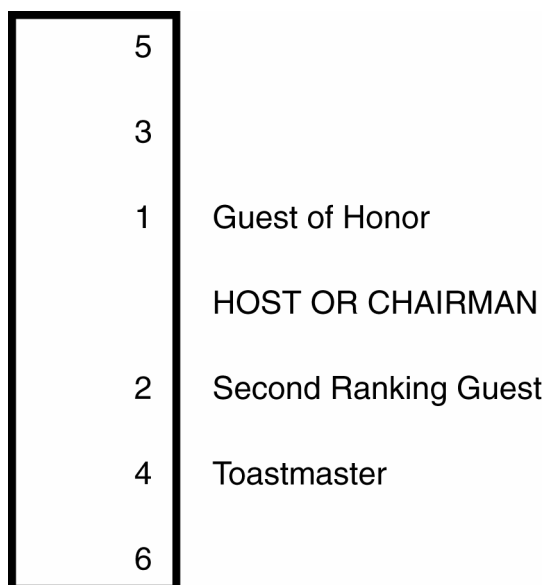 5
3
1 Guest of Honor
HOST OR CHAIRMAN
2 Second Ranking Guest
4 Toastmaster
6